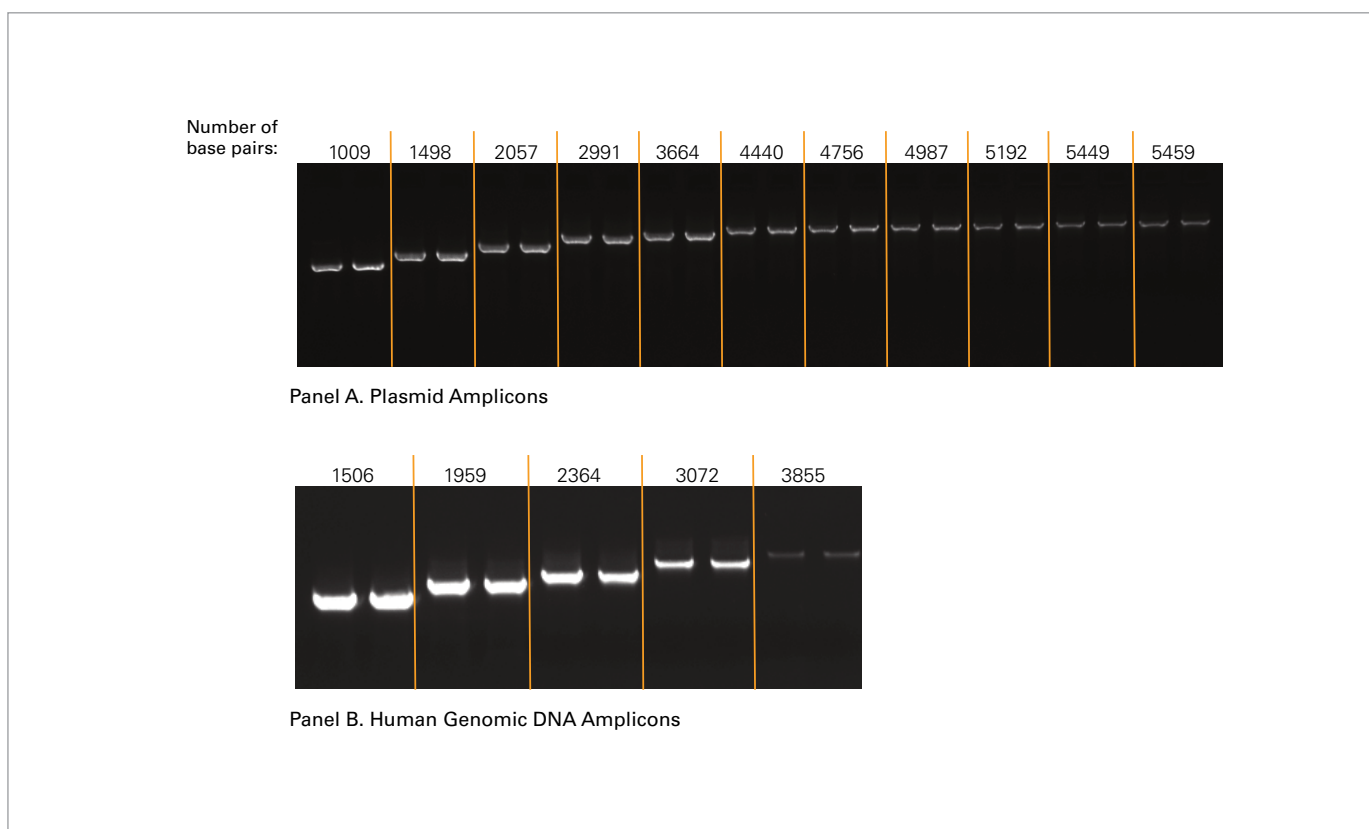 Number of
base pairs:
1009 1498 2057 2991 3664 4440 4756 4987 5192 5449 5459
Panel A. Plasmid Amplicons
1506 1959 2364 3072 3855
Panel B. Human Genomic DNA Amplicons